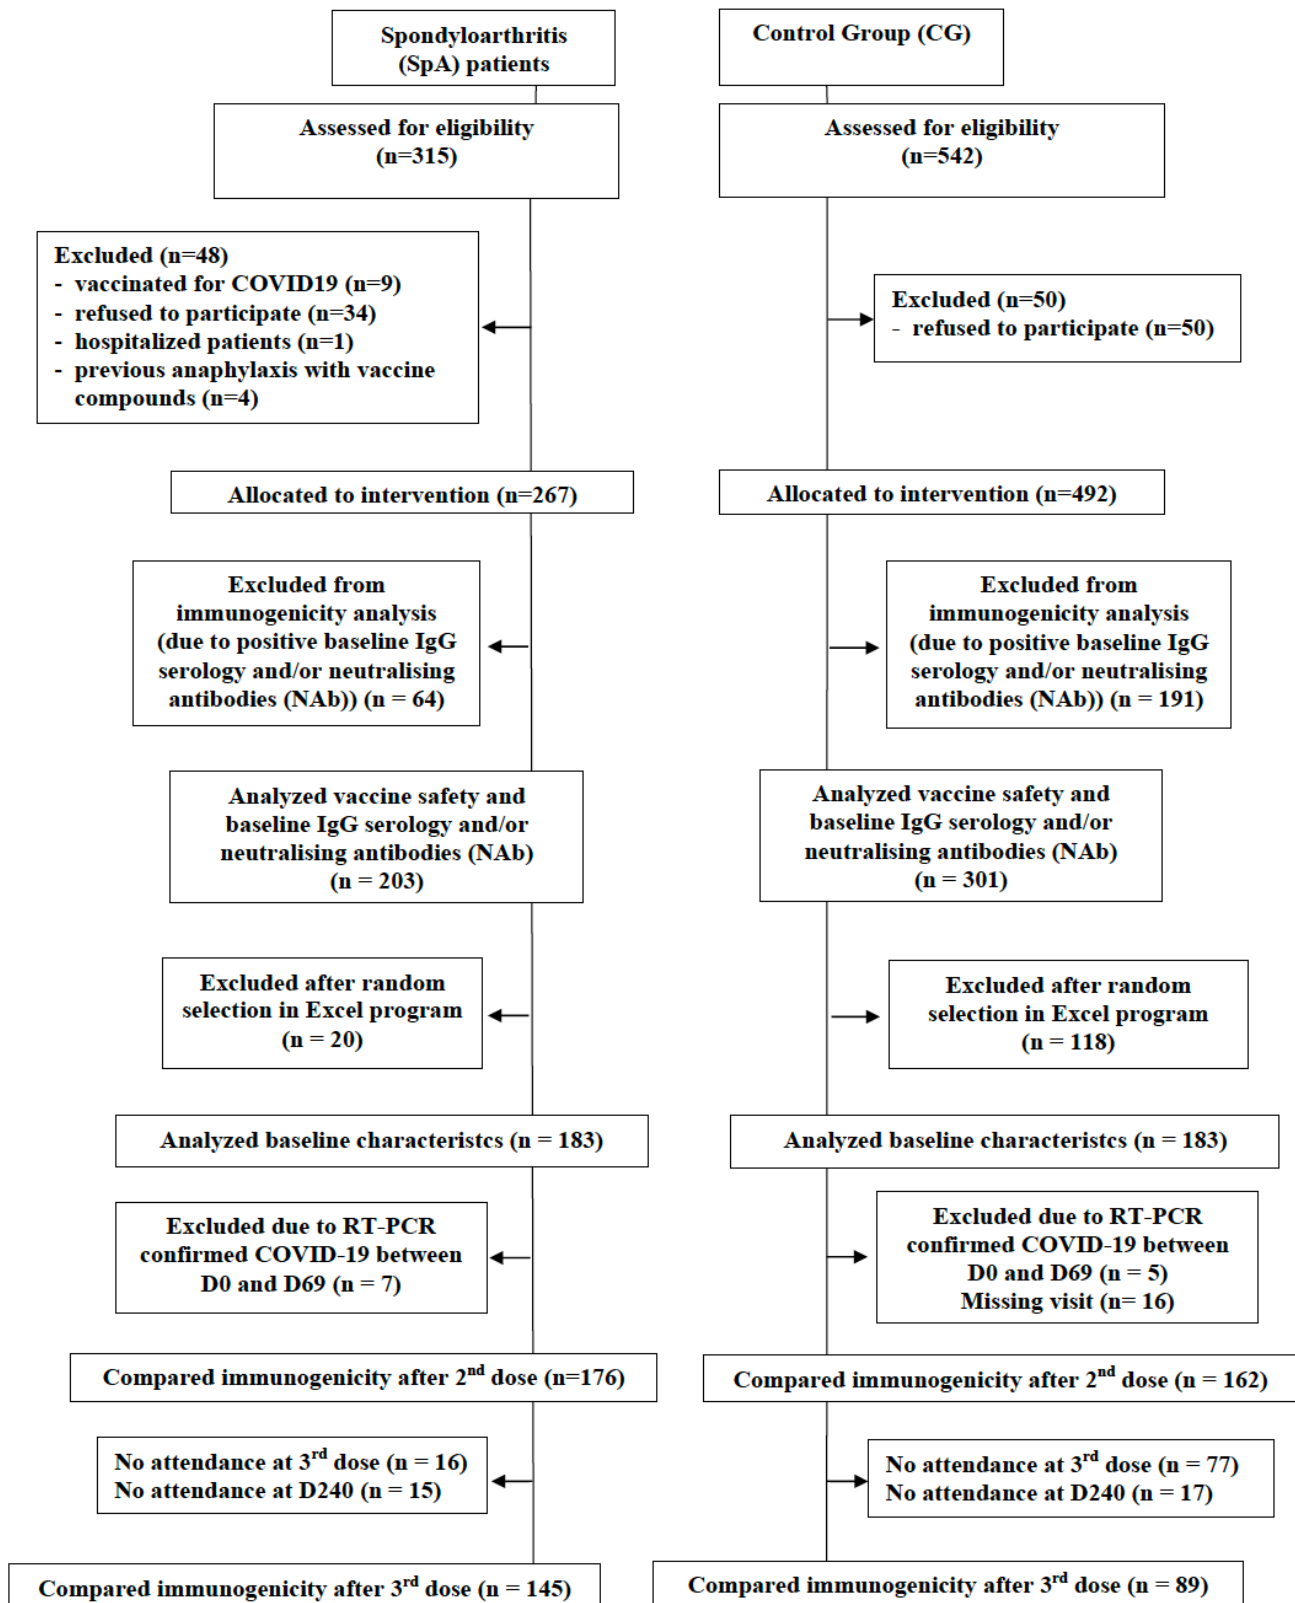 Spondyloarthritis
(SpA) patients
Control Group (CG)
Assessed for eligibility
(n=315)
Assessed for eligibility
(n=542)
Excluded (n=48)
- vaccinated for COVID19 (n=9)
- refused to participate (n=34)
- hospitalized patients (n=1)
- previous anaphylaxis with vaccine
compounds (n=4)
Excluded (n=50)
- refused to participate (n=50)
Allocated to intervention (n=267)
Allocated to intervention (n=492)
Excluded from
immunogenicity analysis
(due to positive baseline IgG
serology and/or neutralising
antibodies (NAb)) (n = 64)
Excluded from
immunogenicity analysis
(due to positive baseline IgG
serology and/or neutralising
antibodies (NAb)) (n = 191)
Analyzed vaccine safety and
baseline IgG serology and/or
neutralising antibodies (NAb)
(n = 203)
Analyzed vaccine safety and
baseline IgG serology and/or
neutralising antibodies (NAb)
(n = 301)
Excluded after random
selection in Excel program
(n = 20)
Excluded after random
selection in Excel program
(n = 118)
Analyzed baseline characteristcs (n = 183)
Analyzed baseline characteristcs (n = 183)
Excluded due to RT-PCR
confirmed COVID-19 between
D0 and D69 (n = 7)
Excluded due to RT-PCR
confirmed COVID-19 between
D0 and D69 (n = 5)
Missing visit (n= 16)
Compared immunogenicity after 2nd dose (n=176)
Compared immunogenicity after 2nd dose (n = 162)
No attendance at 3rd dose (n = 16)
No attendance at D240 (n = 15)
No attendance at 3rd dose (n = 77)
No attendance at D240 (n = 17)
Compared immunogenicity after 3rd dose (n = 145)
Compared immunogenicity after 3rd dose (n = 89)